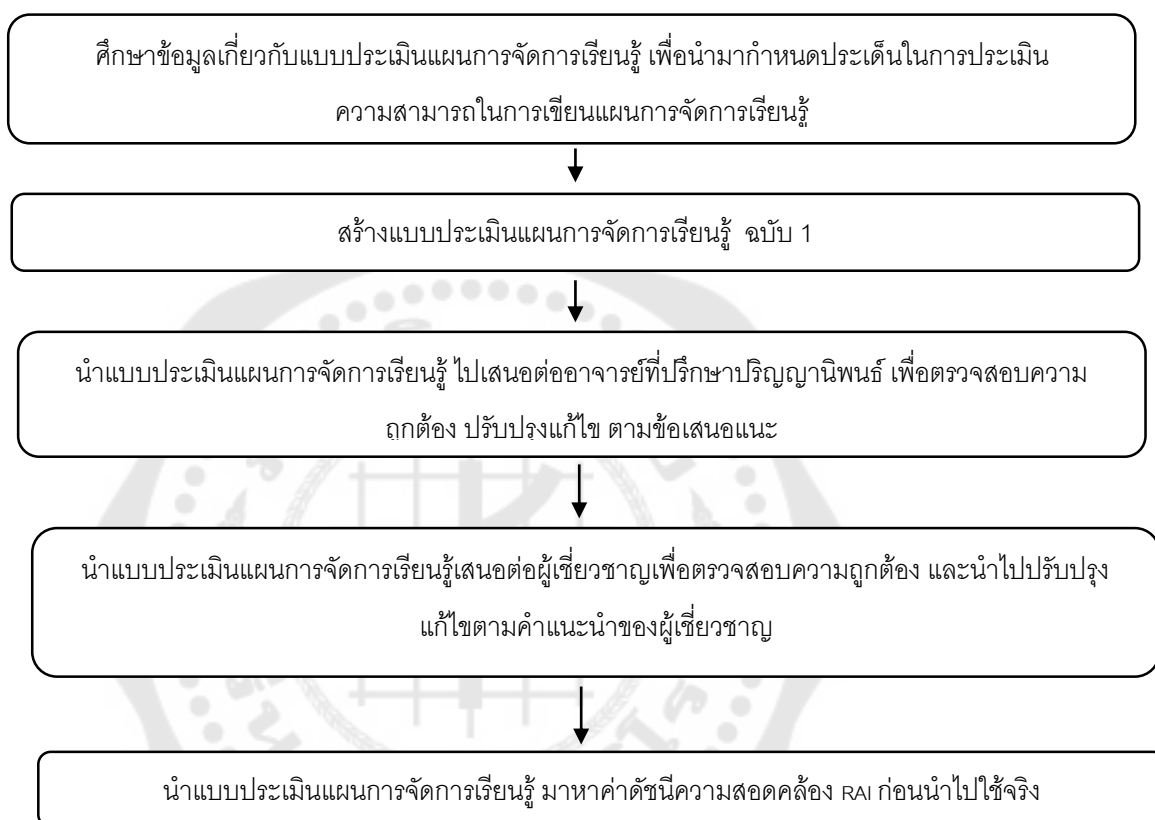 ศึกษาข้อมูลเกี่ยวกับแบบประเมินแผนการจัดการเรียนรู้ เพื่อนำมากำหนดประเด็นในการประเมิน
ความสามารถในการเขียนแผนการจัดการเรียนรู้
สร้างแบบประเมินแผนการจัดการเรียนรู้ ฉบับ 1
นำแบบประเมินแผนการจัดการเรียนรู้ ไปเสนอต่ออาจารย์ที่ปรึกษาปริญญานิพนธ์ เพื่อตรวจสอบความ
ถูกต้อง ปรับปรุงแก้ไข ตามข้อเสนอแนะ
นำแบบประเมินแผนการจัดการเรียนรู้เสนอต่อผู้เชี่ยวชาญเพื่อตรวจสอบความถูกต้อง และนำไปปรับปรุง
แก้ไขตามคำแนะนำของผู้เชี่ยวชาญ
นำแบบประเมินแผนการจัดการเรียนรู้ มาหาค่าดัชนีความสอดคล้อง RAI ก่อนนำไปใช้จริง